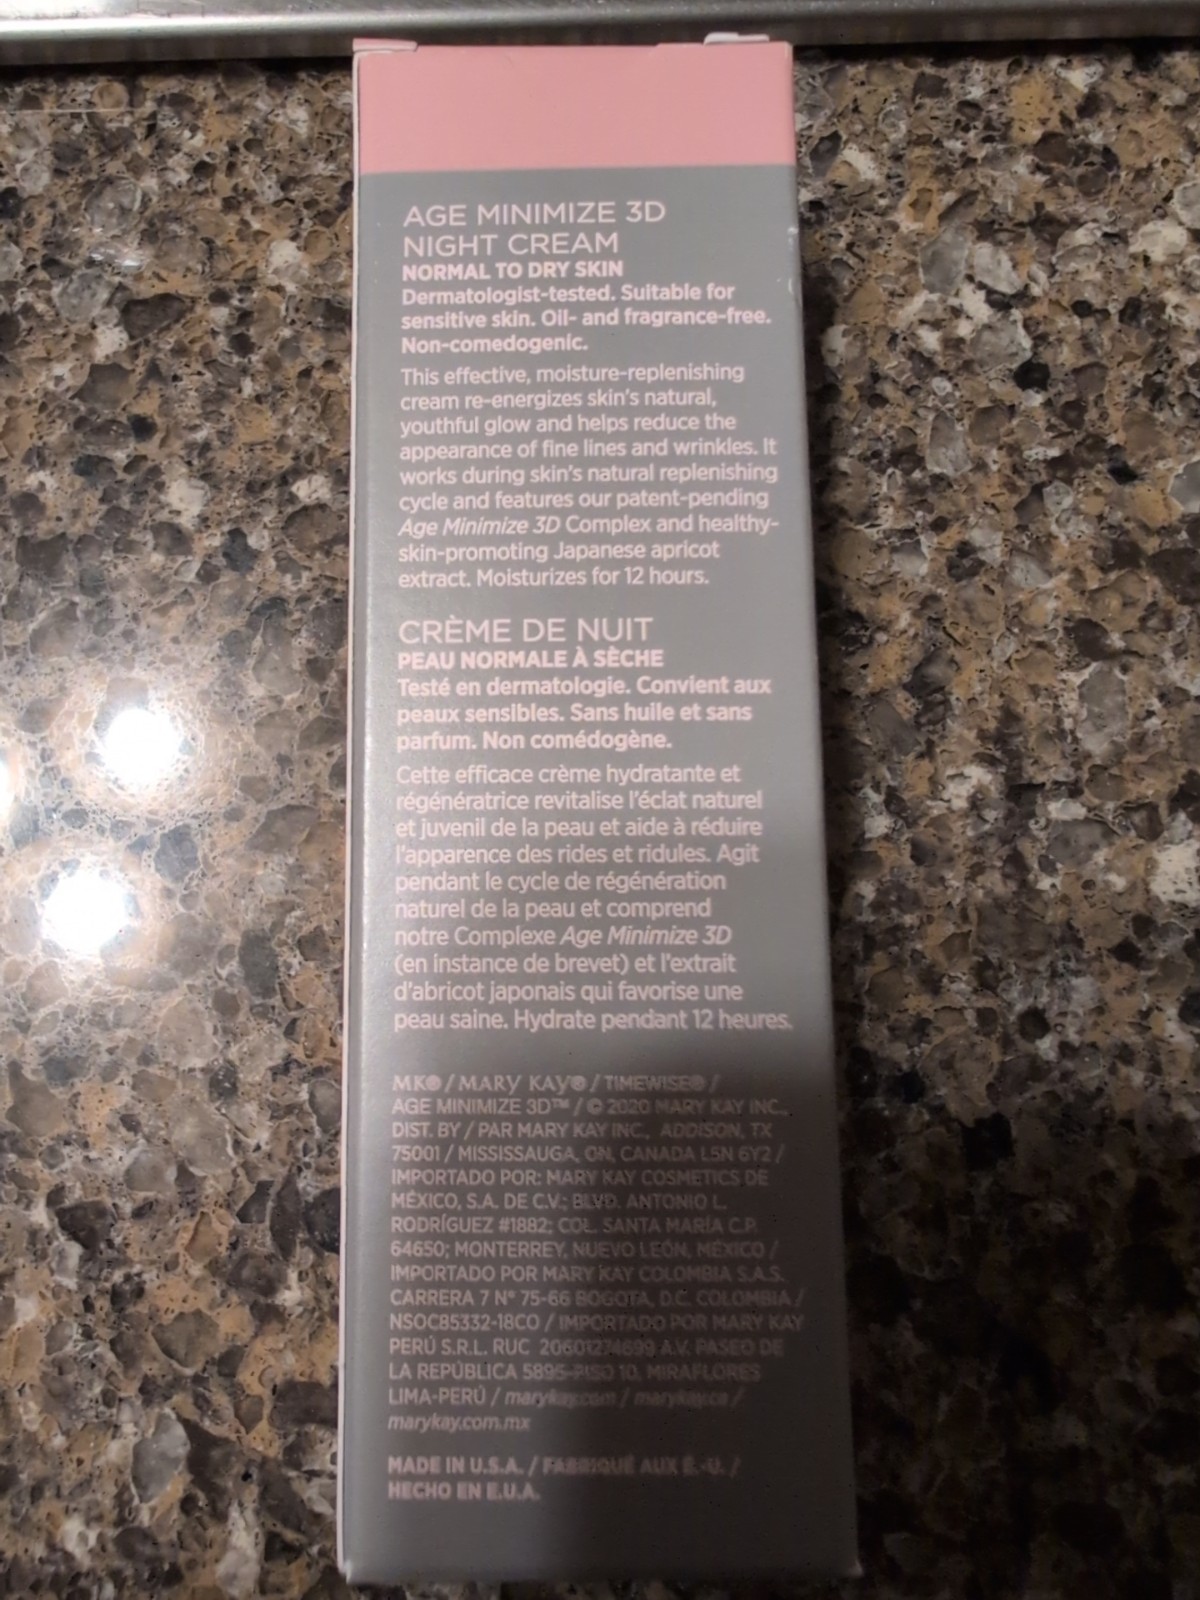 AGE MINIMIZE 3D
NIGHT CREAM
NORMAL TO DRY SKIN
Dermatologist-tested. Suitable for
sensitive skin. Oil- and fragrance-free.
Non-comedogenic.
This effective, moisture-replenishing
cream re-energizes skin's natural,
youthful glow and helps reduce the
appearance of fine lines and wrinkles. It
works during skin's natural replenishing
cycle and features our patent-pending
Age Minimize 3D Complex and healthy-
skin-promoting Japanese apricot
extract. Moisturizes for 12 hours.
CRÈME DE NUIT
PEAU NORMALE À SÈCHE
Testé en dermatologie. Convient aux
peaux sensibles. Sans huile et sans
parfum. Non comédogène.
Cette efficace crème hydratante et
régénératrice revitalise l'éclat naturel
et juvenil de la peau et aide à réduire
l'apparence des rides et ridules. Agit
pendant le cycle de régénération
naturel de la peau et comprend
notre Complexe Age Minimize 3D
(en instance de brevet) et l'extrait
d'abricot japonais qui favorise une
peau saine. Hydrate pendant 12 heures.
MK® / MARY KAY® / TIMEWISE® /
AGE MINIMIZE 3D™ / © 2020 MARY KAY INC.,
DIST. BY / PAR MARY KAY INC., ADDISON, TX
75001 / MISSISSAUGA, ON, CANADA L5N 6Y2 /
IMPORTADO POR: MARY KAY COSMETICS DE
MÉXICO, S.A. DE C.V.; BLVD. ANTONIO L.
RODRÍGUEZ #1882; COL. SANTA MARÍA C.P.
64650; MONTERREY, NUEVO LEÓN, MÉXICO /
IMPORTADO POR MARY KAY COLOMBIA S.A.S.
CARRERA 7 N° 75-66 BOGOTA, D.C. COLOMBIA /
NSOC85332-18CO / IMPORTADO POR MARY KAY
PERÚ S.R.L. RUC 20601274699 A.V. PASEO DE
LA REPÚBLICA 5895-PISO 10. MIRAFLORES
LIMA-PERÚ / marykay.com / marykay.ca /
marykay.com.mx
MADE IN U.S.A. / FABRIQUÉ AUX É.-U. /
HECHO EN E.U.A.